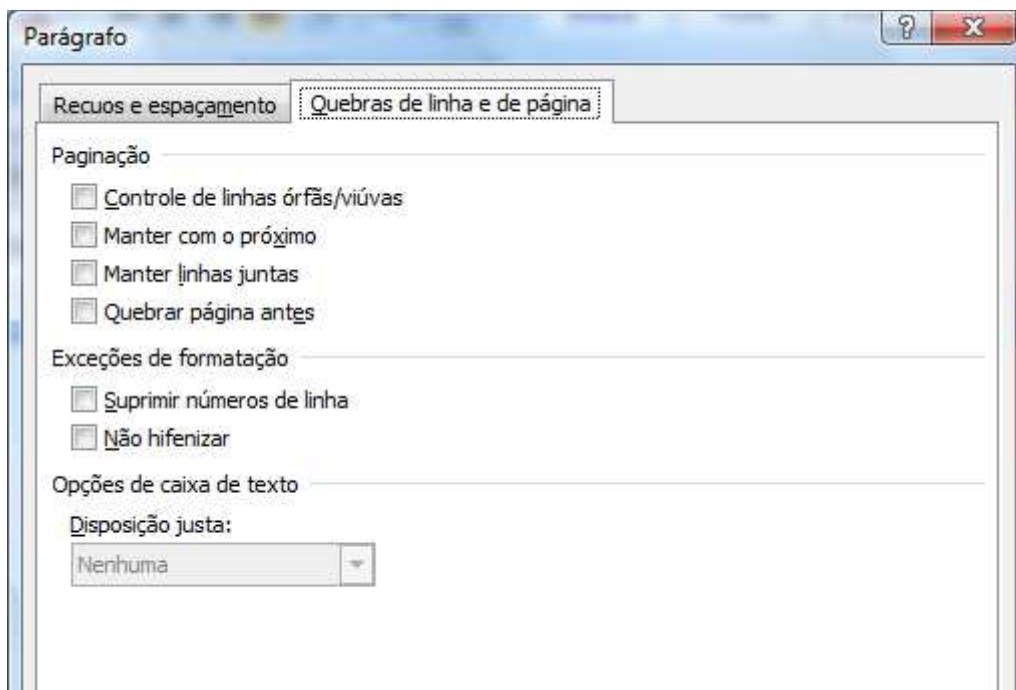 Parágrafo
Recuos e espaçamento Quebras de linha e de página
Paginação
Controle de linhas órfãs/viúvas
Manter com o próximo
Manter linhas juntas
Quebrar página antes
Exceções de formatação
Suprimir números de linha
Não hifenizar
Opções de caixa de texto
Disposição justa:
Nenhuma